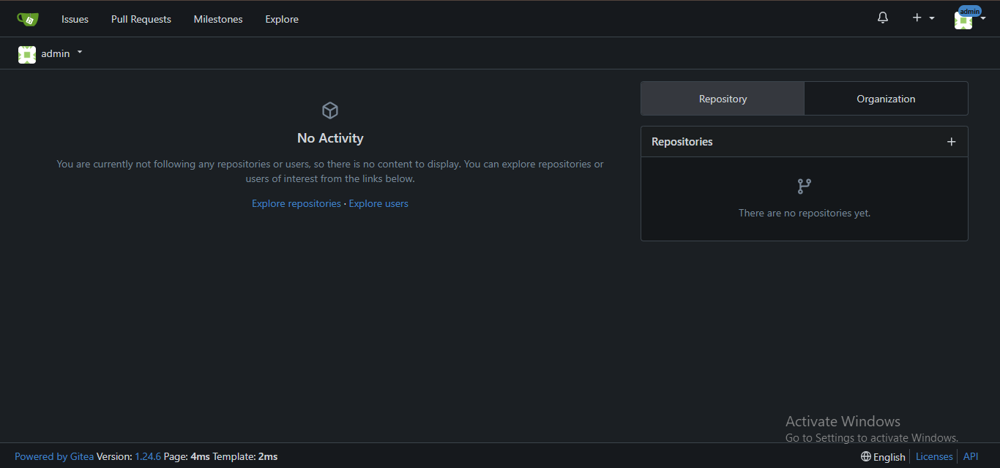 Issues Pull Requests Milestones Explore admin
admin
Repository Organization
No Activity
You are currently not following any repositories or users, so there is no content to display. You can explore repositories or
users of interest from the links below.
Explore repositories · Explore users
Repositories
There are no repositories yet.
Activate Windows
Go to Settings to activate Windows.
Powered by Gitea Version: 1.24.6 Page: 4ms Template: 2ms English Licenses API